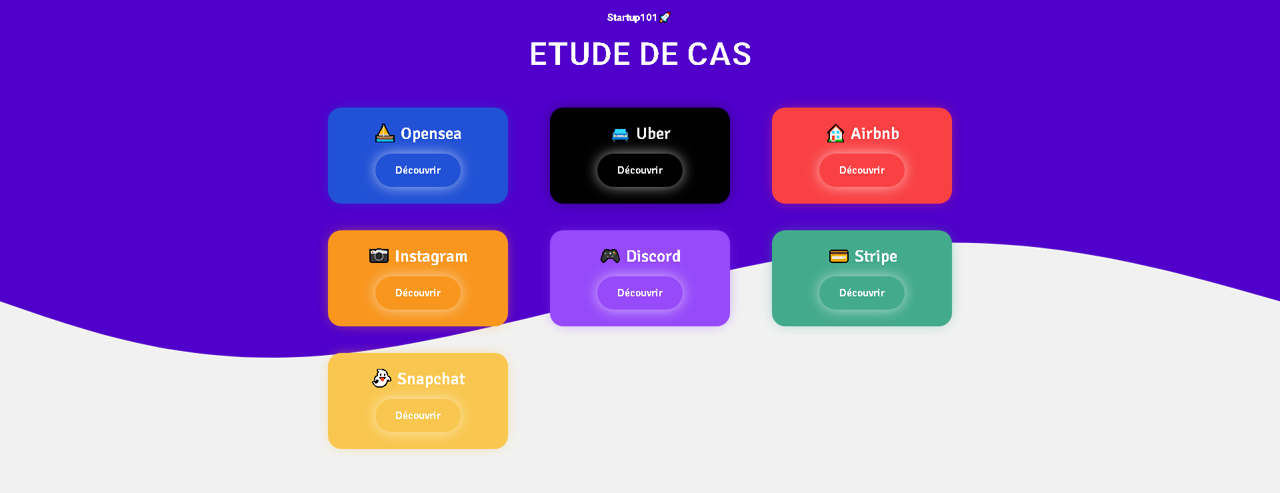 Startup101 🚀
ETUDE DE CAS
⛵ Opensea
Découvrir
🚘 Uber
Découvrir
🏠 Airbnb
Découvrir
📷 Instagram
Découvrir
🎮 Discord
Découvrir
💳 Stripe
Découvrir
👻 Snapchat
Découvrir